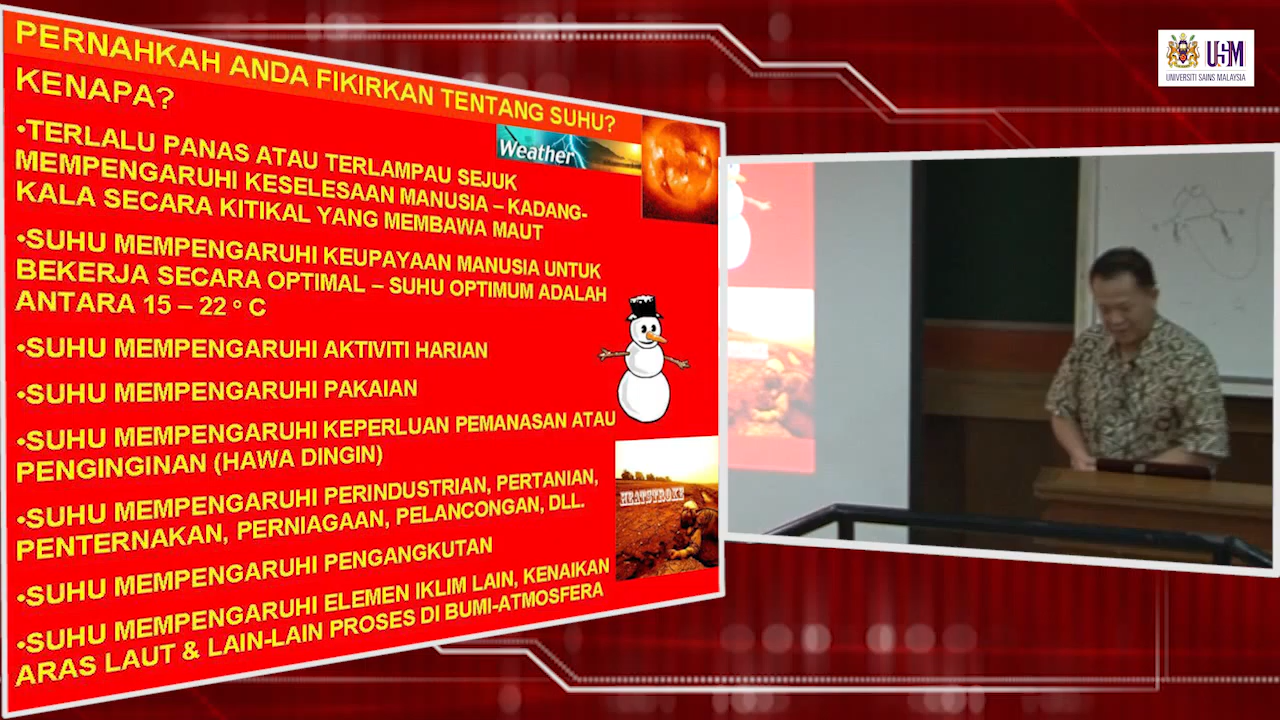 PERNAHKAH ANDA FIKIRKAN TENTANG SUHU?
KENAPA?
•TERLALU PANAS ATAU TERLAMPAU SEJUK
MEMPENGARUHI KESELESAAN MANUSIA – KADANG-
KALA SECARA KITIKAL YANG MEMBAWA MAUT
•SUHU MEMPENGARUHI KEUPAYAAN MANUSIA UNTUK
BEKERJA SECARA OPTIMAL – SUHU OPTIMUM ADALAH
ANTARA 15 – 22 ° C
•SUHU MEMPENGARUHI AKTIVITI HARIAN
•SUHU MEMPENGARUHI PAKAIAN
•SUHU MEMPENGARUHI KEPERLUAN PEMANASAN ATAU
PENGINGINAN (HAWA DINGIN)
•SUHU MEMPENGARUHI PERINDUSTRIAN, PERTANIAN,
PENTERNAKAN, PERNIAGAAN, PELANCONGAN, DLL.
•SUHU MEMPENGARUHI PENGANGKUTAN
•SUHU MEMPENGARUHI ELEMEN IKLIM LAIN, KENAIKAN
ARAS LAUT & LAIN-LAIN PROSES DI BUMI-ATMOSFERA
Weather
HEATSTROKE
USM
UNIVERSITI SAINS MALAYSIA